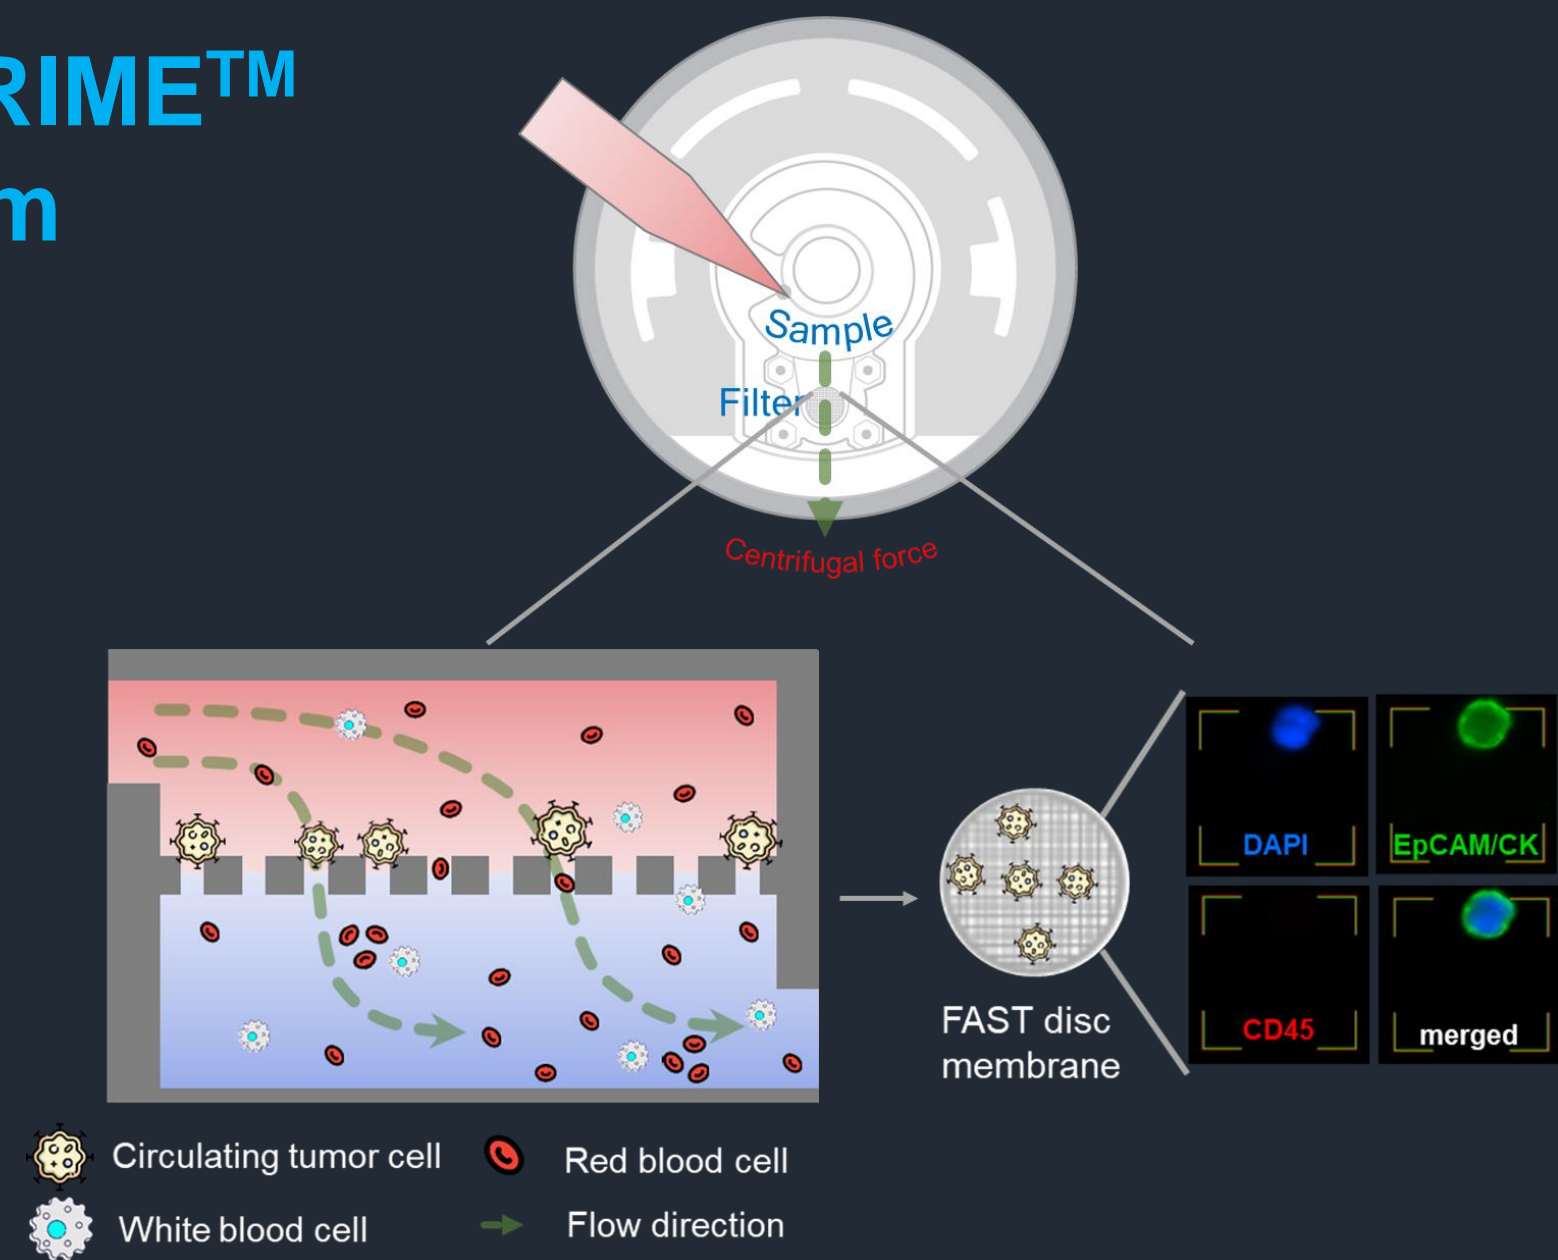 RIME™
m
Sample
Filter
Centrifugal force
DAPI
EpCAM/CK
CD45
merged
FAST disc
membrane
Circulating tumor cell
Red blood cell
White blood cell
Flow direction